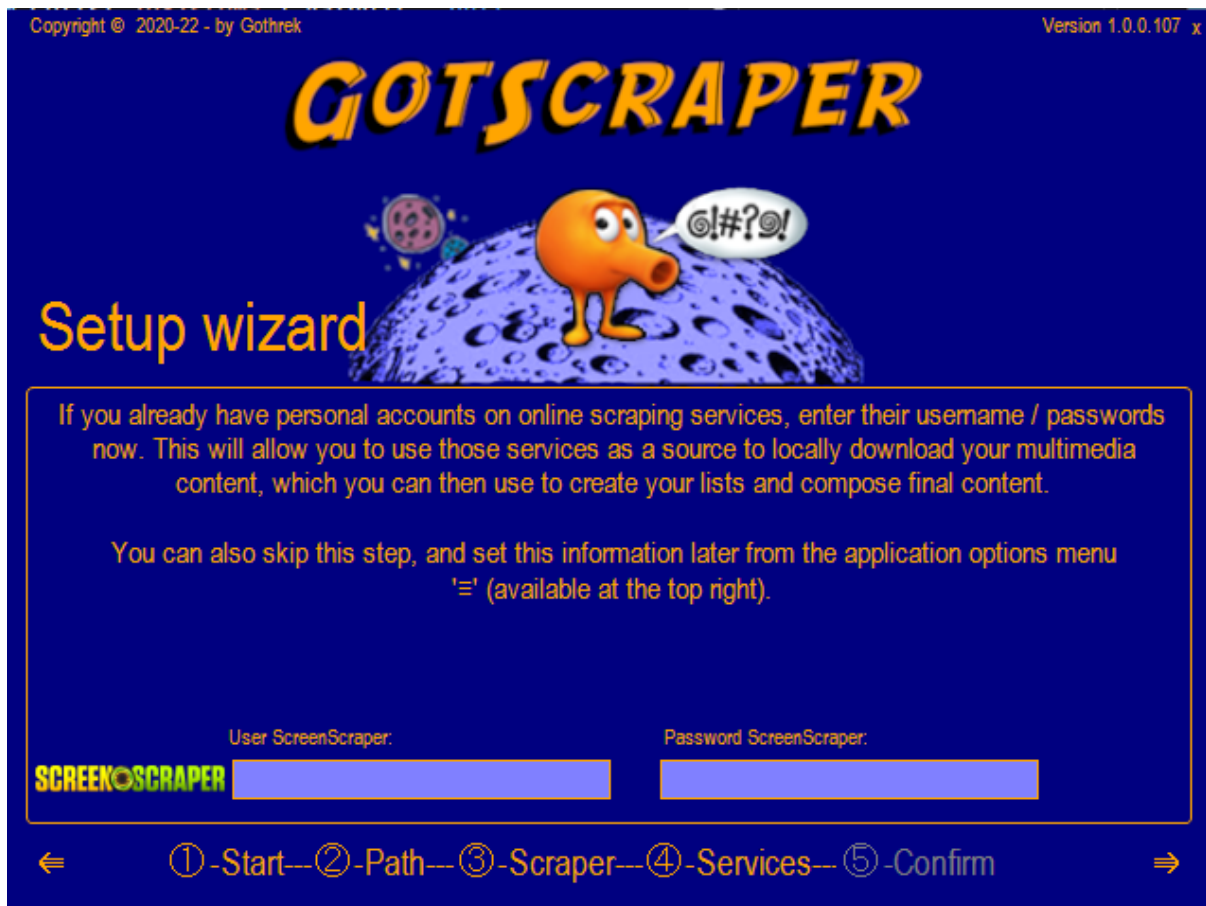 Copyright © 2020-22 - by Gothrek
Version 1.0.0.107 x
GOTSCRAPER
@!#?@!
Setup wizard
If you already have personal accounts on online scraping services, enter their username / passwords
now. This will allow you to use those services as a source to locally download your multimedia
content, which you can then use to create your lists and compose final content.
You can also skip this step, and set this information later from the application options menu
'≡' (available at the top right).
User ScreenScraper:
Password ScreenScraper:
SCREENSCRAPER
⇚ ①-Start---②-Path---③-Scraper---④-Services---⑤-Confirm ⇛